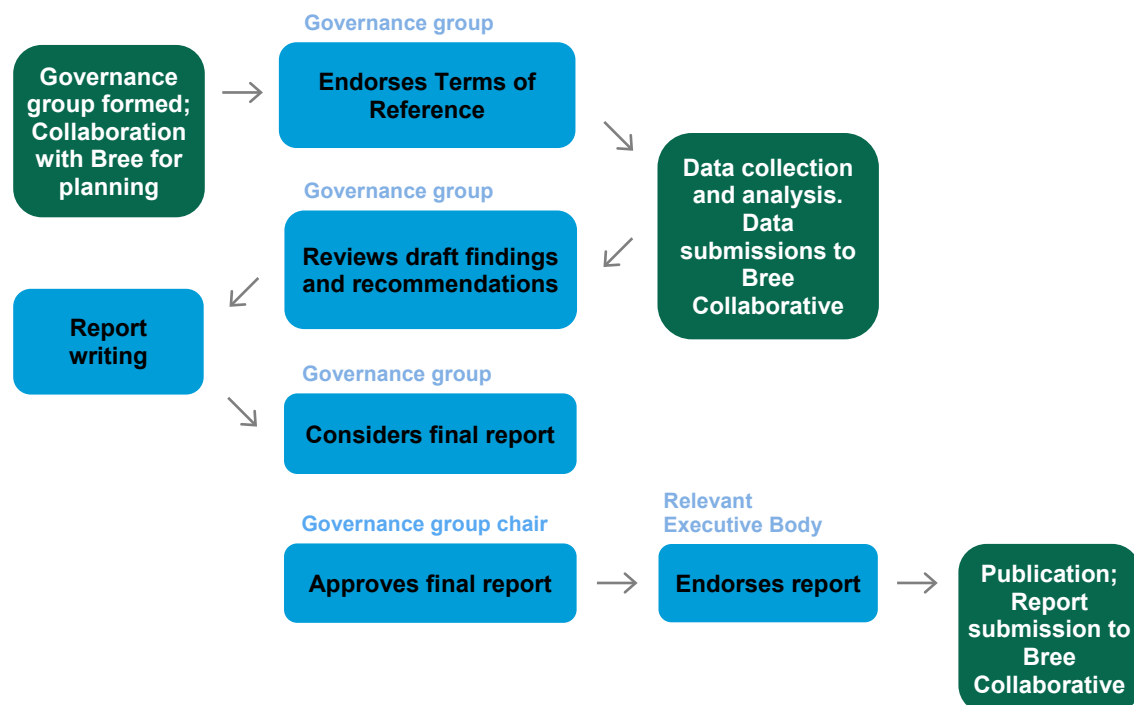 Governance
group formed;
Collaboration
with Bree for
planning
Governance group
Endorses Terms of
Reference
Data collection
and analysis.
Data
submissions to
Bree
Collaborative
Governance group
Reviews draft findings
and recommendations
Report
writing
Governance group
Considers final report
Governance group chair
Approves final report
Relevant
Executive Body
Endorses report
Publication;
Report
submission to
Bree
Collaborative